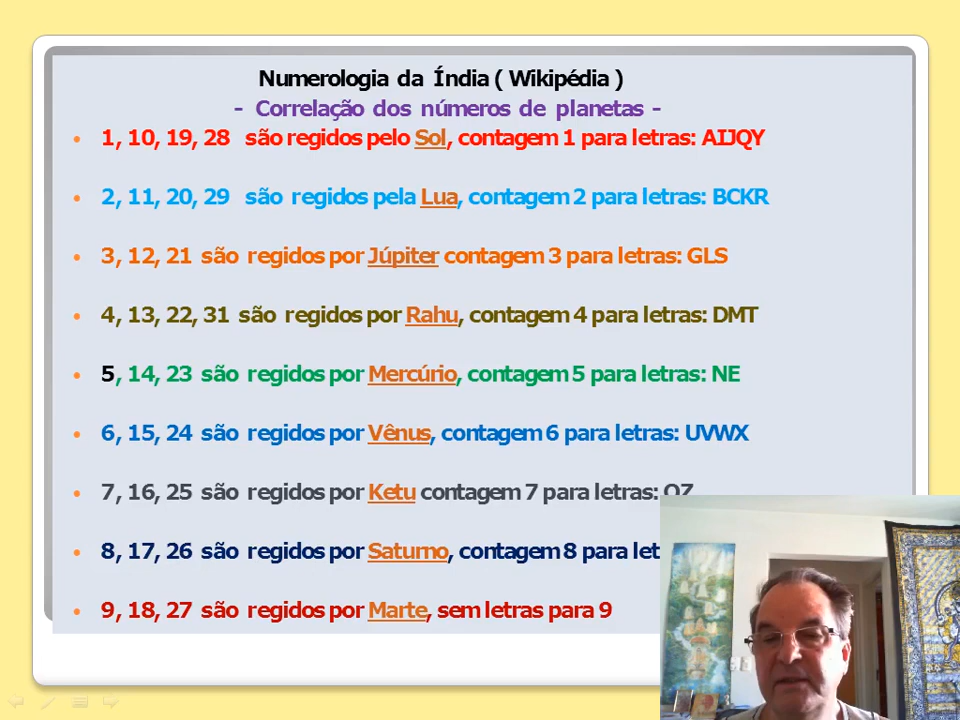 Numerologia da Índia ( Wikipédia )
- Correlação dos números de planetas -
1, 10, 19, 28 são regidos pelo Sol, contagem 1 para letras: AIJQY
2, 11, 20, 29 são regidos pela Lua, contagem 2 para letras: BCKR
3, 12, 21 são regidos por Júpiter contagem 3 para letras: GLS
4, 13, 22, 31 são regidos por Rahu, contagem 4 para letras: DMT
5, 14, 23 são regidos por Mercúrio, contagem 5 para letras: NE
6, 15, 24 são regidos por Vênus, contagem 6 para letras: UVWX
7, 16, 25 são regidos por Ketu contagem 7 para letras: OZ
8, 17, 26 são regidos por Saturno, contagem 8 para
9, 18, 27 são regidos por Marte, sem letras para 9